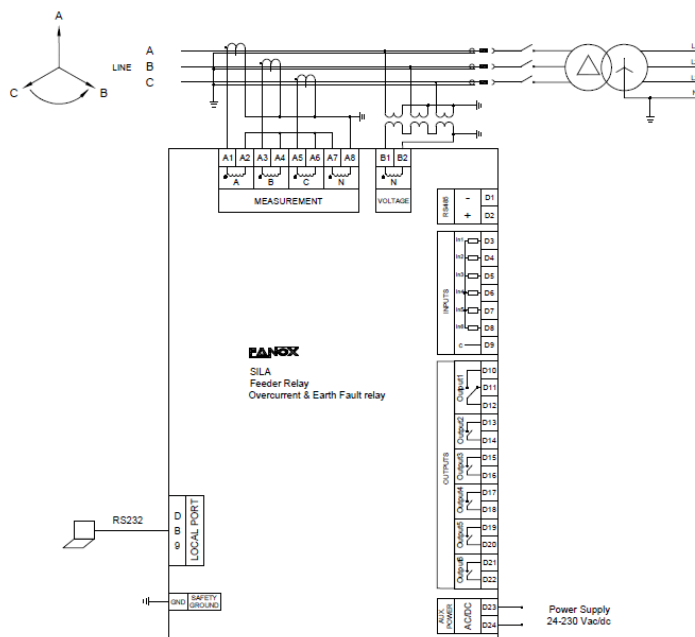 A
C
B
LINE
A
B
C
L
L
L
N
A1 A2 A3 A4 A5 A6 A7 A8
A B C N
MEASUREMENT
B1 B2
N
VOLTAGE
RS485
- D1
+ D2
INPUTS
In1 D3
In2 D4
In3 D5
In4 D6
In5 D7
In6 D8
C D9
FANOX
SILA
Feeder Relay
Overcurrent & Earth Fault relay
OUTPUTS
Output1
D10
D11
D12
Output2
D13
D14
Output3
D15
D16
Output4
D17
D18
Output5
D19
D20
Output6
D21
D22
RS232
D
B
9
LOCAL PORT
GND
SAFETY
GROUND
AUX.
POWER
AC/DC
D23
D24
Power Supply
24-230 Vac/dc